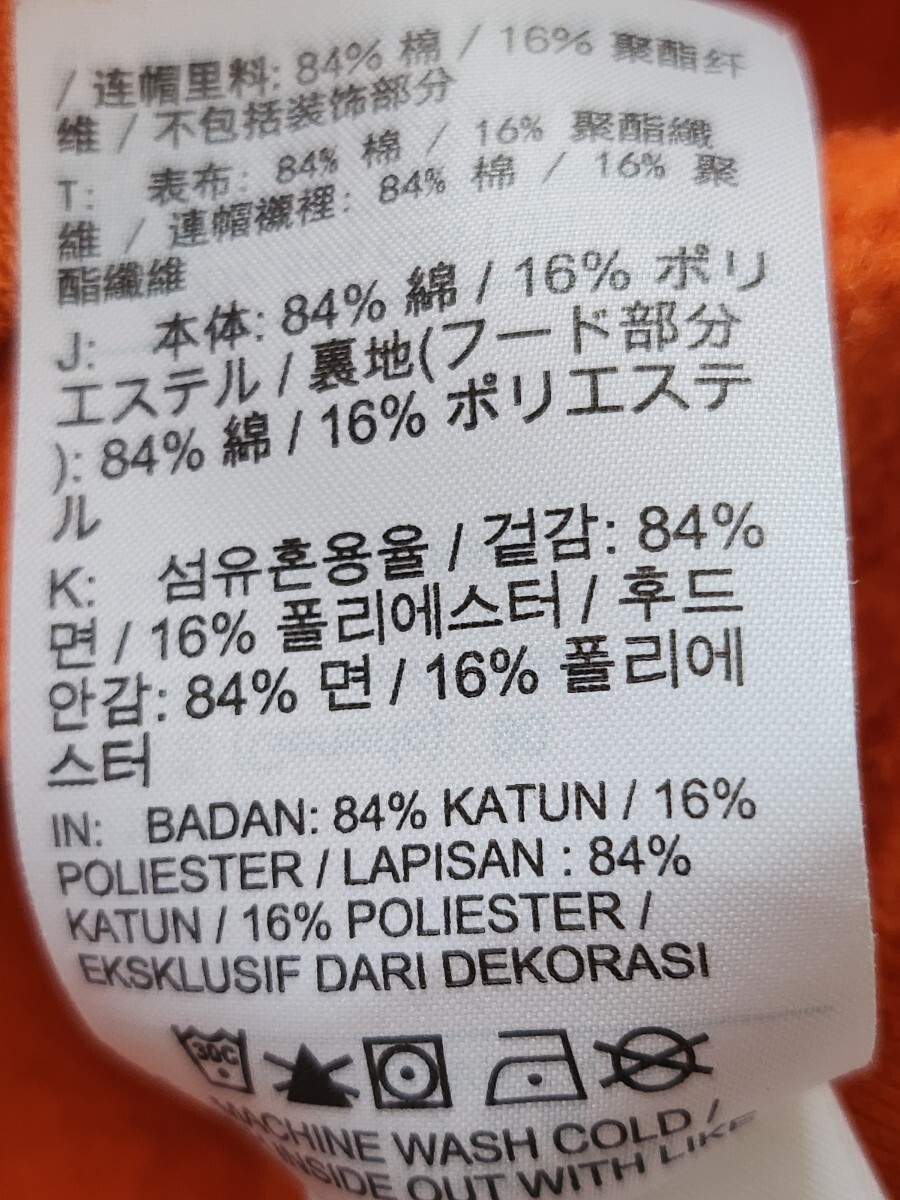 / 连帽里料: 84% 棉 / 16% 聚酯纤
维 / 不包括装饰部分
T: 表布: 84% 棉 / 16% 聚酯纖
維 / 連帽襯裡: 84% 棉 / 16% 聚
酯纖維
J: 本体: 84% 綿 / 16% ポリ
エステル / 裏地(フード部分
): 84% 綿 / 16% ポリエステ
ル
K: 섬유혼용율 / 겉감: 84%
면 / 16% 폴리에스터 / 후드
안감: 84% 면 / 16% 폴리에
스터
IN: BADAN: 84% KATUN / 16%
POLIESTER / LAPISAN : 84%
KATUN / 16% POLIESTER /
EKSKLUSIF DARI DEKORASI
30C
MACHINE WASH COLD /
INSIDE OUT WITH LIKE